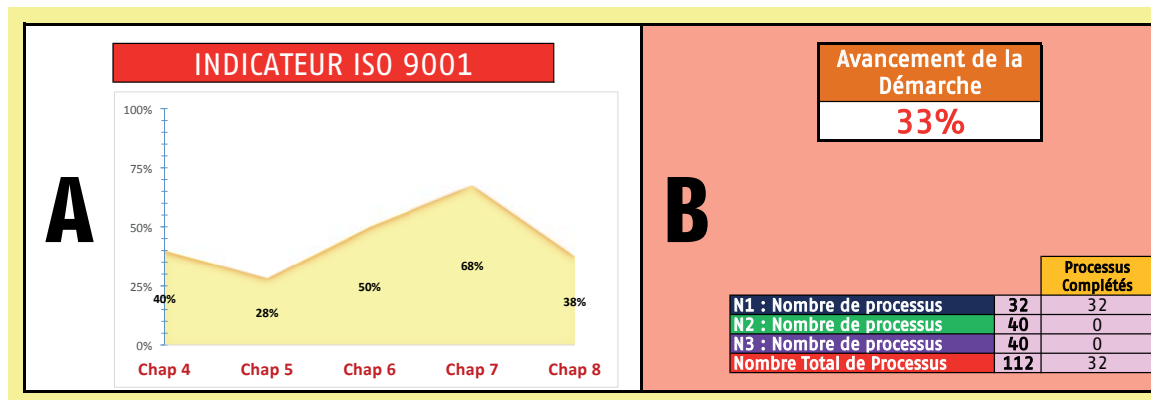 A
INDICATEUR ISO 9001
100%
75%
50%
25%
0%
40%
28%
50%
68%
38%
Chap 4 Chap 5 Chap 6 Chap 7 Chap 8
B
Avancement de la
Démarche
33%
Processus
Complétés
N1 : Nombre de processus 32 32
N2 : Nombre de processus 40 0
N3 : Nombre de processus 40 0
Nombre Total de Processus 112 32